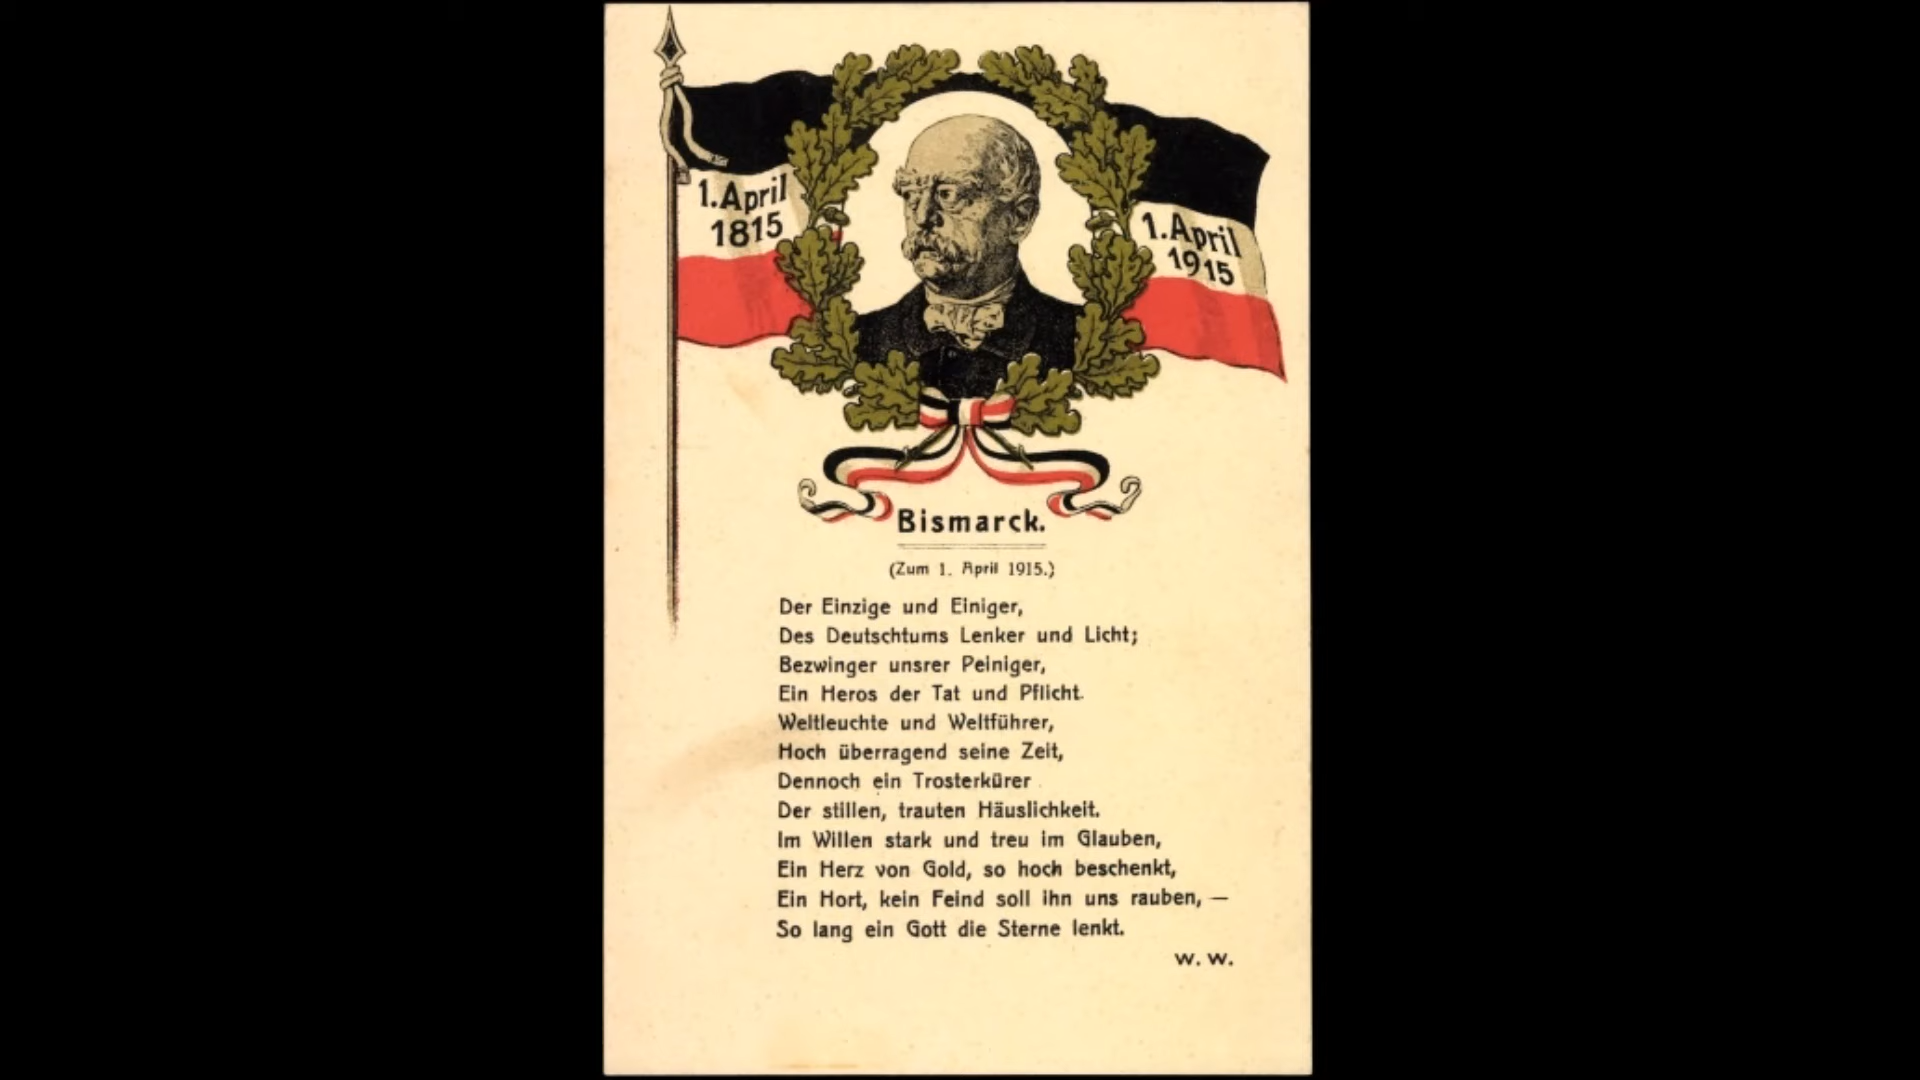 1. April
1815
1. April
1915
Bismarck.
(Zum 1. April 1915.)
Der Einzige und Einiger,
Des Deutschtums Lenker und Licht;
Bezwinger unsrer Peiniger,
Ein Heros der Tat und Pflicht.
Weltleuchte und Weltführer,
Hoch überragend seine Zeit,
Dennoch ein Trosterkürer
Der stillen, trauten Häuslichkeit.
Im Willen stark und treu im Glauben,
Ein Herz von Gold, so hoch beschenkt,
Ein Hort, kein Feind soll ihn uns rauben, —
So lang ein Gott die Sterne lenkt.
W. W.